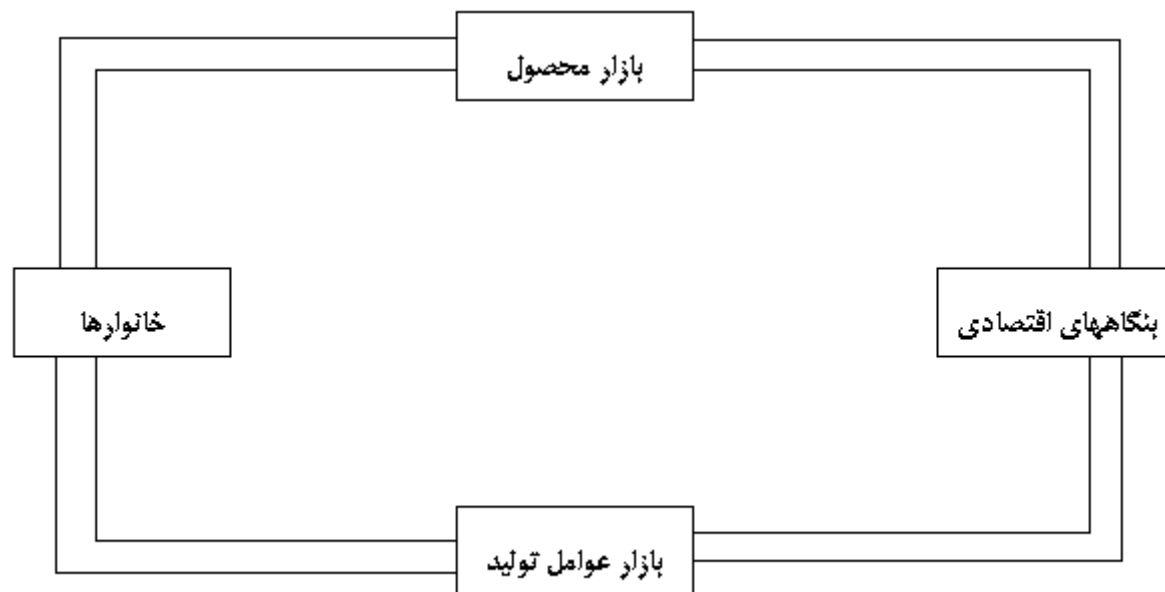 بازار محصول
بنگاههای اقتصادی
خانوارها
بازار عوامل تولید